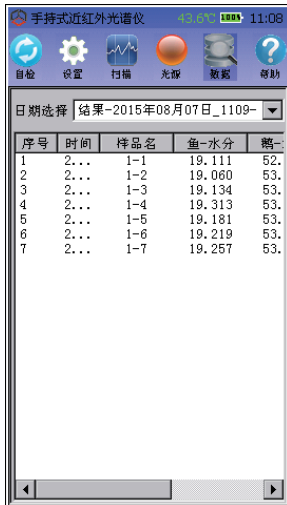 手持式近红外光谱仪 43.6℃ 100% 11:08
自检 设置 扫描 光源 数据 帮助
日期选择 结果-2015年08月07日_1109-
序号 时间 样品名 鱼-水分
1 2... 1-1 19.111 52.
2 2... 1-2 19.060 53.
3 2... 1-3 19.134 53.
4 2... 1-4 19.313 53.
5 2... 1-5 19.181 53.
6 2... 1-6 19.219 53.
7 2... 1-7 19.257 53.